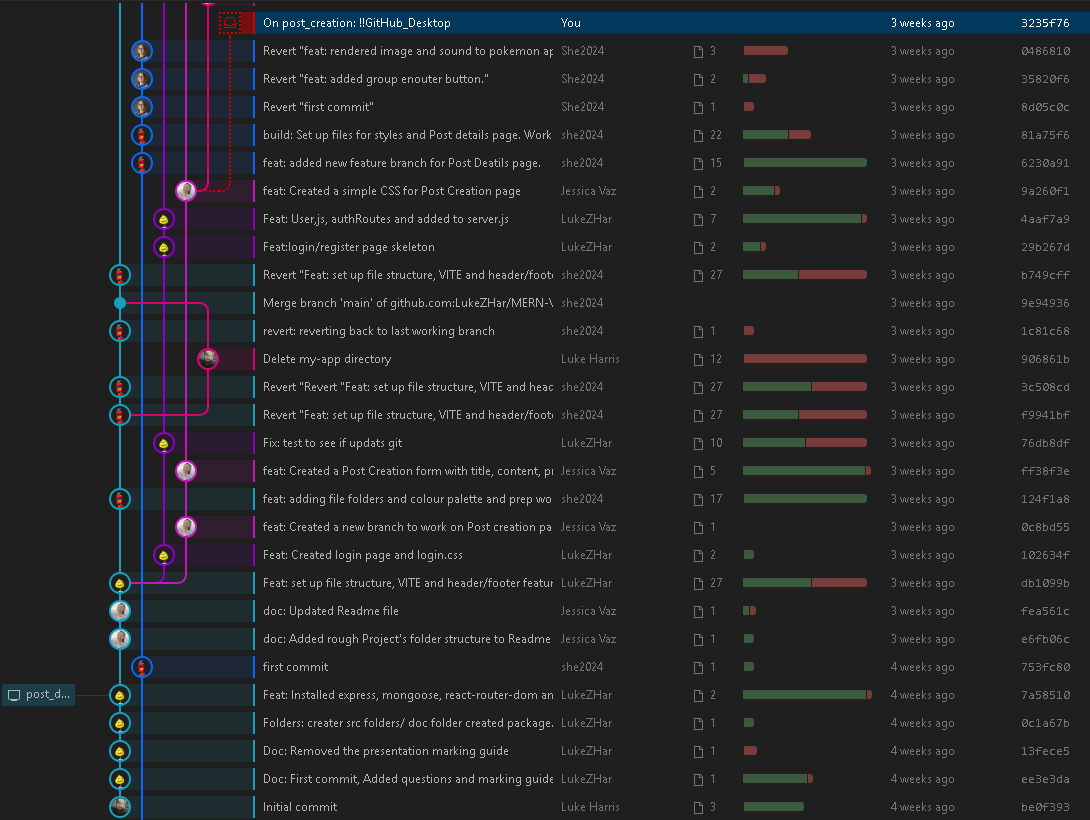 On post_creation: !!GitHub_Desktop You 3 weeks ago 3235f76
Revert "feat: rendered image and sound to pokemon ap She2024 3 3 weeks ago 0486810
Revert "feat: added group enouter button." She2024 2 3 weeks ago 35820f6
Revert "first commit" She2024 1 3 weeks ago 8d05c0c
build: Set up files for styles and Post details page. Work she2024 22 3 weeks ago 81a75f6
feat: added new feature branch for Post Deatils page. she2024 15 3 weeks ago 6230a91
feat: Created a simple CSS for Post Creation page Jessica Vaz 2 3 weeks ago 9a260f1
Feat: User,js, authRoutes and added to server.js LukeZHar 7 3 weeks ago 4aaf7a9
Feat:login/register page skeleton LukeZHar 2 3 weeks ago 29b267d
Revert "Feat: set up file structure, VITE and header/foote she2024 27 3 weeks ago b749cff
Merge branch 'main' of github.com:LukeZHar/MERN-V she2024 3 weeks ago 9e94936
revert: reverting back to last working branch she2024 1 3 weeks ago 1c81c68
Delete my-app directory Luke Harris 12 3 weeks ago 906861b
Revert "Revert "Feat: set up file structure, VITE and head she2024 27 3 weeks ago 3c508cd
Revert "Feat: set up file structure, VITE and header/foote she2024 27 3 weeks ago f9941bf
Fix: test to see if updats git LukeZHar 10 3 weeks ago 76db8df
feat: Created a Post Creation form with title, content, pr Jessica Vaz 5 3 weeks ago ff38f3e
feat: adding file folders and colour palette and prep wo she2024 17 3 weeks ago 124f1a8
feat: Created a new branch to work on Post creation pa Jessica Vaz 1 3 weeks ago 0c8bd55
Feat: Created login page and login.css LukeZHar 2 3 weeks ago 102634f
Feat: set up file structure, VITE and header/footer featur LukeZHar 27 3 weeks ago db1099b
doc: Updated Readme file Jessica Vaz 1 3 weeks ago fea561c
doc: Added rough Project's folder structure to Readme Jessica Vaz 1 3 weeks ago e6fb06c
first commit she2024 1 4 weeks ago 753fc80
post_d... Feat: Installed express, mongoose, react-router-dom an LukeZHar 2 4 weeks ago 7a58510
Folders: creater src folders/ doc folder created package. LukeZHar 1 4 weeks ago 0c1a67b
Doc: Removed the presentation marking guide LukeZHar 1 4 weeks ago 13fece5
Doc: First commit, Added questions and marking guide LukeZHar 1 4 weeks ago ee3e3da
Initial commit Luke Harris 3 4 weeks ago be0f393